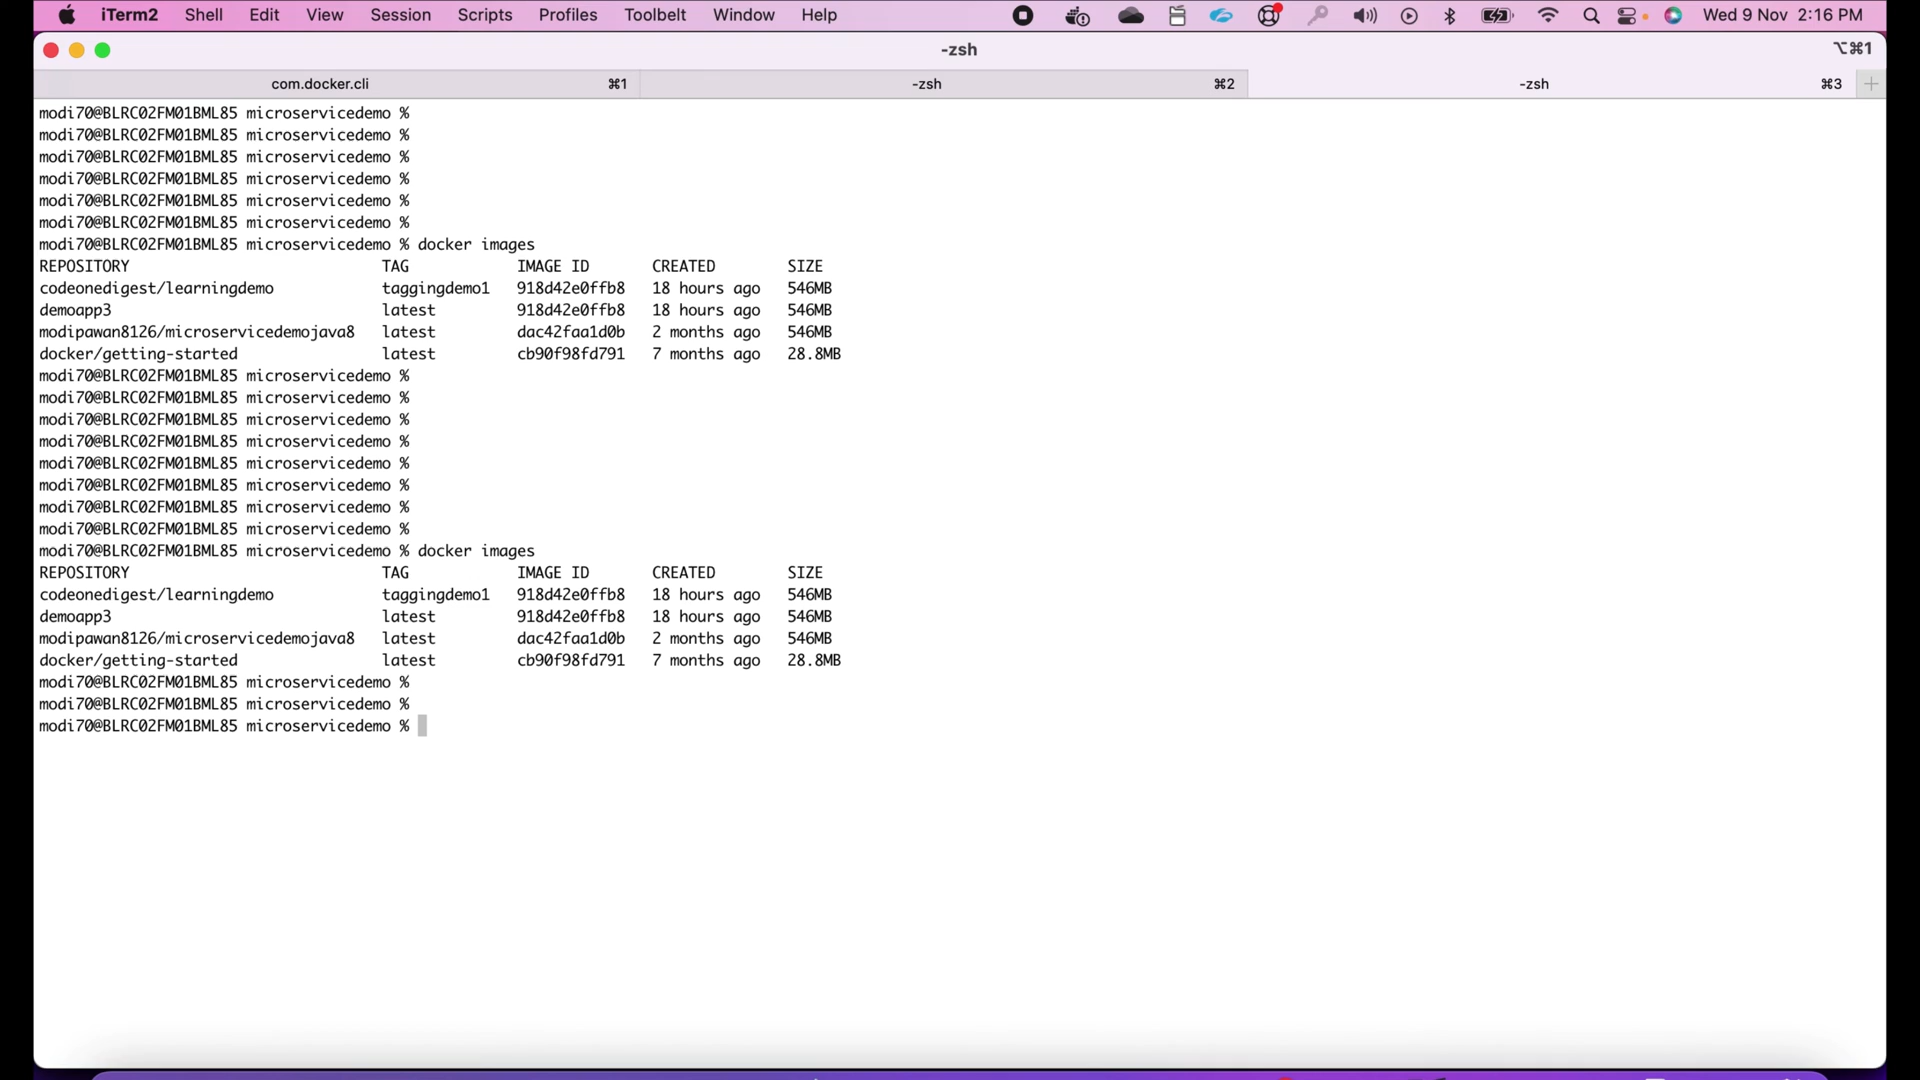 iTerm2 Shell Edit View Session Scripts Profiles Toolbelt Window Help Wed 9 Nov 2:16 PM
-zsh ⌥⌘1
com.docker.cli ⌘1 -zsh ⌘2 -zsh ⌘3 +
modi70@BLRC02FM01BML85 microservicedemo %
modi70@BLRC02FM01BML85 microservicedemo %
modi70@BLRC02FM01BML85 microservicedemo %
modi70@BLRC02FM01BML85 microservicedemo %
modi70@BLRC02FM01BML85 microservicedemo %
modi70@BLRC02FM01BML85 microservicedemo %
modi70@BLRC02FM01BML85 microservicedemo % docker images
REPOSITORY TAG IMAGE ID CREATED SIZE
codeonedigest/learningdemo taggingdemo1 918d42e0ffb8 18 hours ago 546MB
demoapp3 latest 918d42e0ffb8 18 hours ago 546MB
modipawan8126/microservicedemojava8 latest dac42faa1d0b 2 months ago 546MB
docker/getting-started latest cb90f98fd791 7 months ago 28.8MB
modi70@BLRC02FM01BML85 microservicedemo %
modi70@BLRC02FM01BML85 microservicedemo %
modi70@BLRC02FM01BML85 microservicedemo %
modi70@BLRC02FM01BML85 microservicedemo %
modi70@BLRC02FM01BML85 microservicedemo %
modi70@BLRC02FM01BML85 microservicedemo %
modi70@BLRC02FM01BML85 microservicedemo %
modi70@BLRC02FM01BML85 microservicedemo %
modi70@BLRC02FM01BML85 microservicedemo % docker images
REPOSITORY TAG IMAGE ID CREATED SIZE
codeonedigest/learningdemo taggingdemo1 918d42e0ffb8 18 hours ago 546MB
demoapp3 latest 918d42e0ffb8 18 hours ago 546MB
modipawan8126/microservicedemojava8 latest dac42faa1d0b 2 months ago 546MB
docker/getting-started latest cb90f98fd791 7 months ago 28.8MB
modi70@BLRC02FM01BML85 microservicedemo %
modi70@BLRC02FM01BML85 microservicedemo %
modi70@BLRC02FM01BML85 microservicedemo %